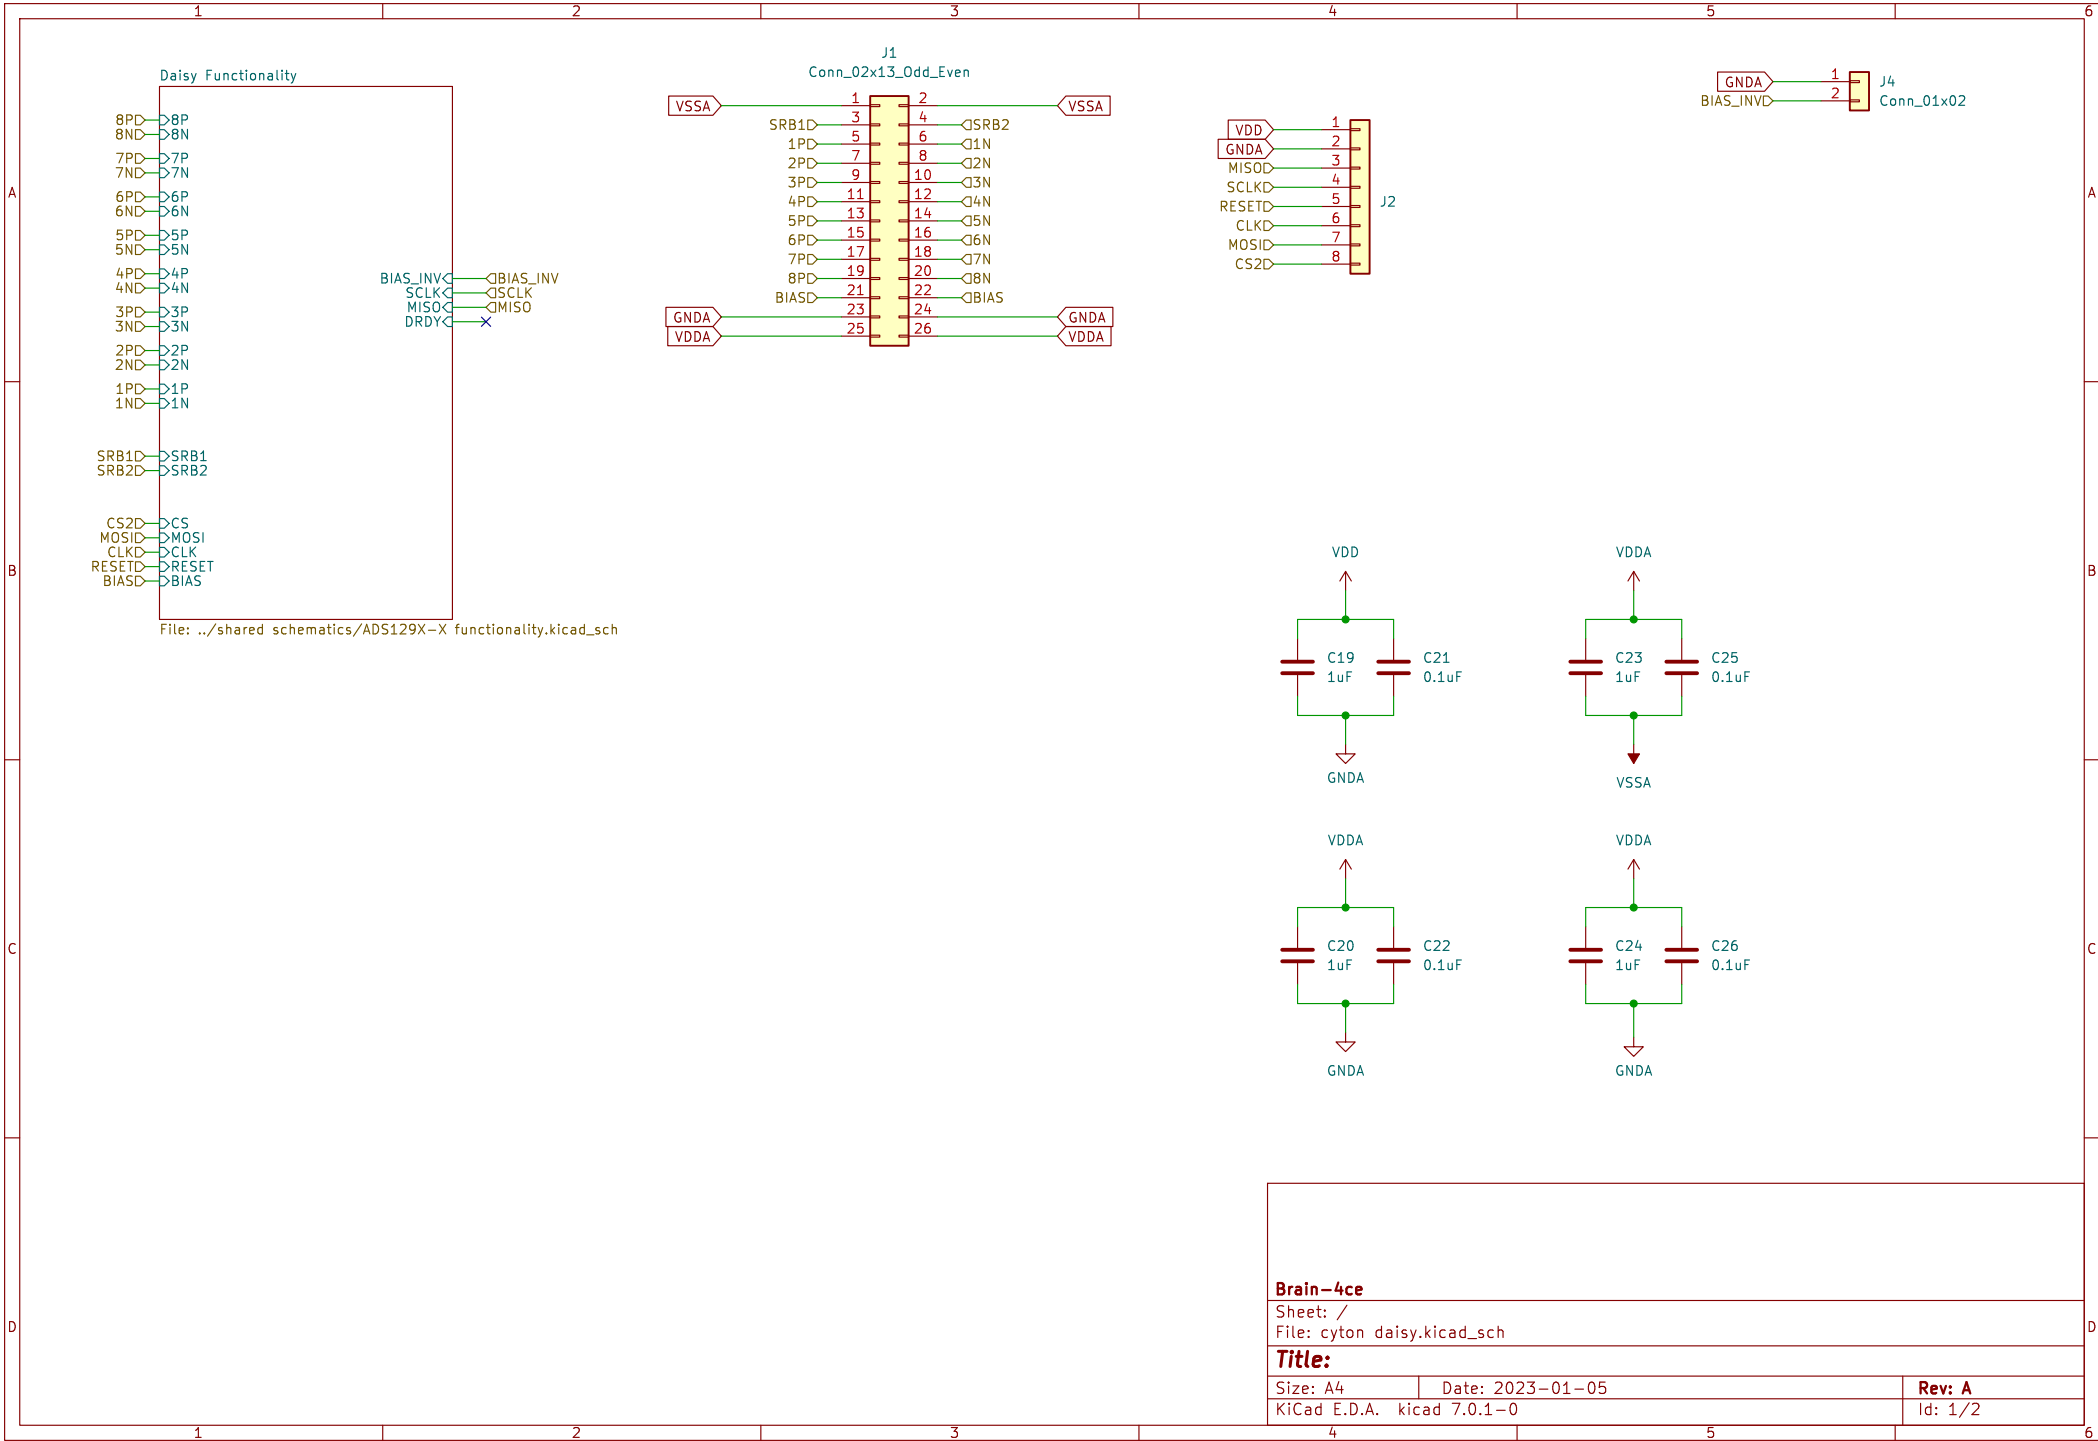 1 2 3 4 5 6
A
B
C
D
Daisy Functionality
8P 8P
8N 8N
7P 7P
7N 7N
6P 6P
6N 6N
5P 5P
5N 5N
4P 4P
4N 4N
3P 3P
3N 3N
2P 2P
2N 2N
1P 1P
1N 1N
SRB1 SRB1
SRB2 SRB2
CS2 CS
MOSI MOSI
CLK CLK
RESET RESET
BIAS BIAS
BIAS_INV BIAS_INV
SCLK SCLK
MISO MISO
DRDY
File: ../shared schematics/ADS129X-X functionality.kicad_sch
J1
Conn_02x13_Odd_Even
VSSA 1 2 VSSA
SRB1 3 4 SRB2
1P 5 6 1N
2P 7 8 2N
3P 9 10 3N
4P 11 12 4N
5P 13 14 5N
6P 15 16 6N
7P 17 18 7N
8P 19 20 8N
BIAS 21 22 BIAS
GNDA 23 24 GNDA
VDDA 25 26 VDDA
VDD 1
GNDA 2
MISO 3
SCLK 4
RESET 5
CLK 6
MOSI 7
CS2 8
J2
GNDA 1
BIAS_INV 2
J4
Conn_01x02
VDD
C19
1uF
C21
0.1uF
GNDA
VDDA
C23
1uF
C25
0.1uF
VSSA
VDDA
C20
1uF
C22
0.1uF
GNDA
VDDA
C24
1uF
C26
0.1uF
GNDA
A
B
C
D
Brain-4ce
Sheet: /
File: cyton daisy.kicad_sch
Title:
Size: A4 Date: 2023-01-05 Rev: A
KiCad E.D.A. kicad 7.0.1-0 Id: 1/2
1 2 3 4 5 6